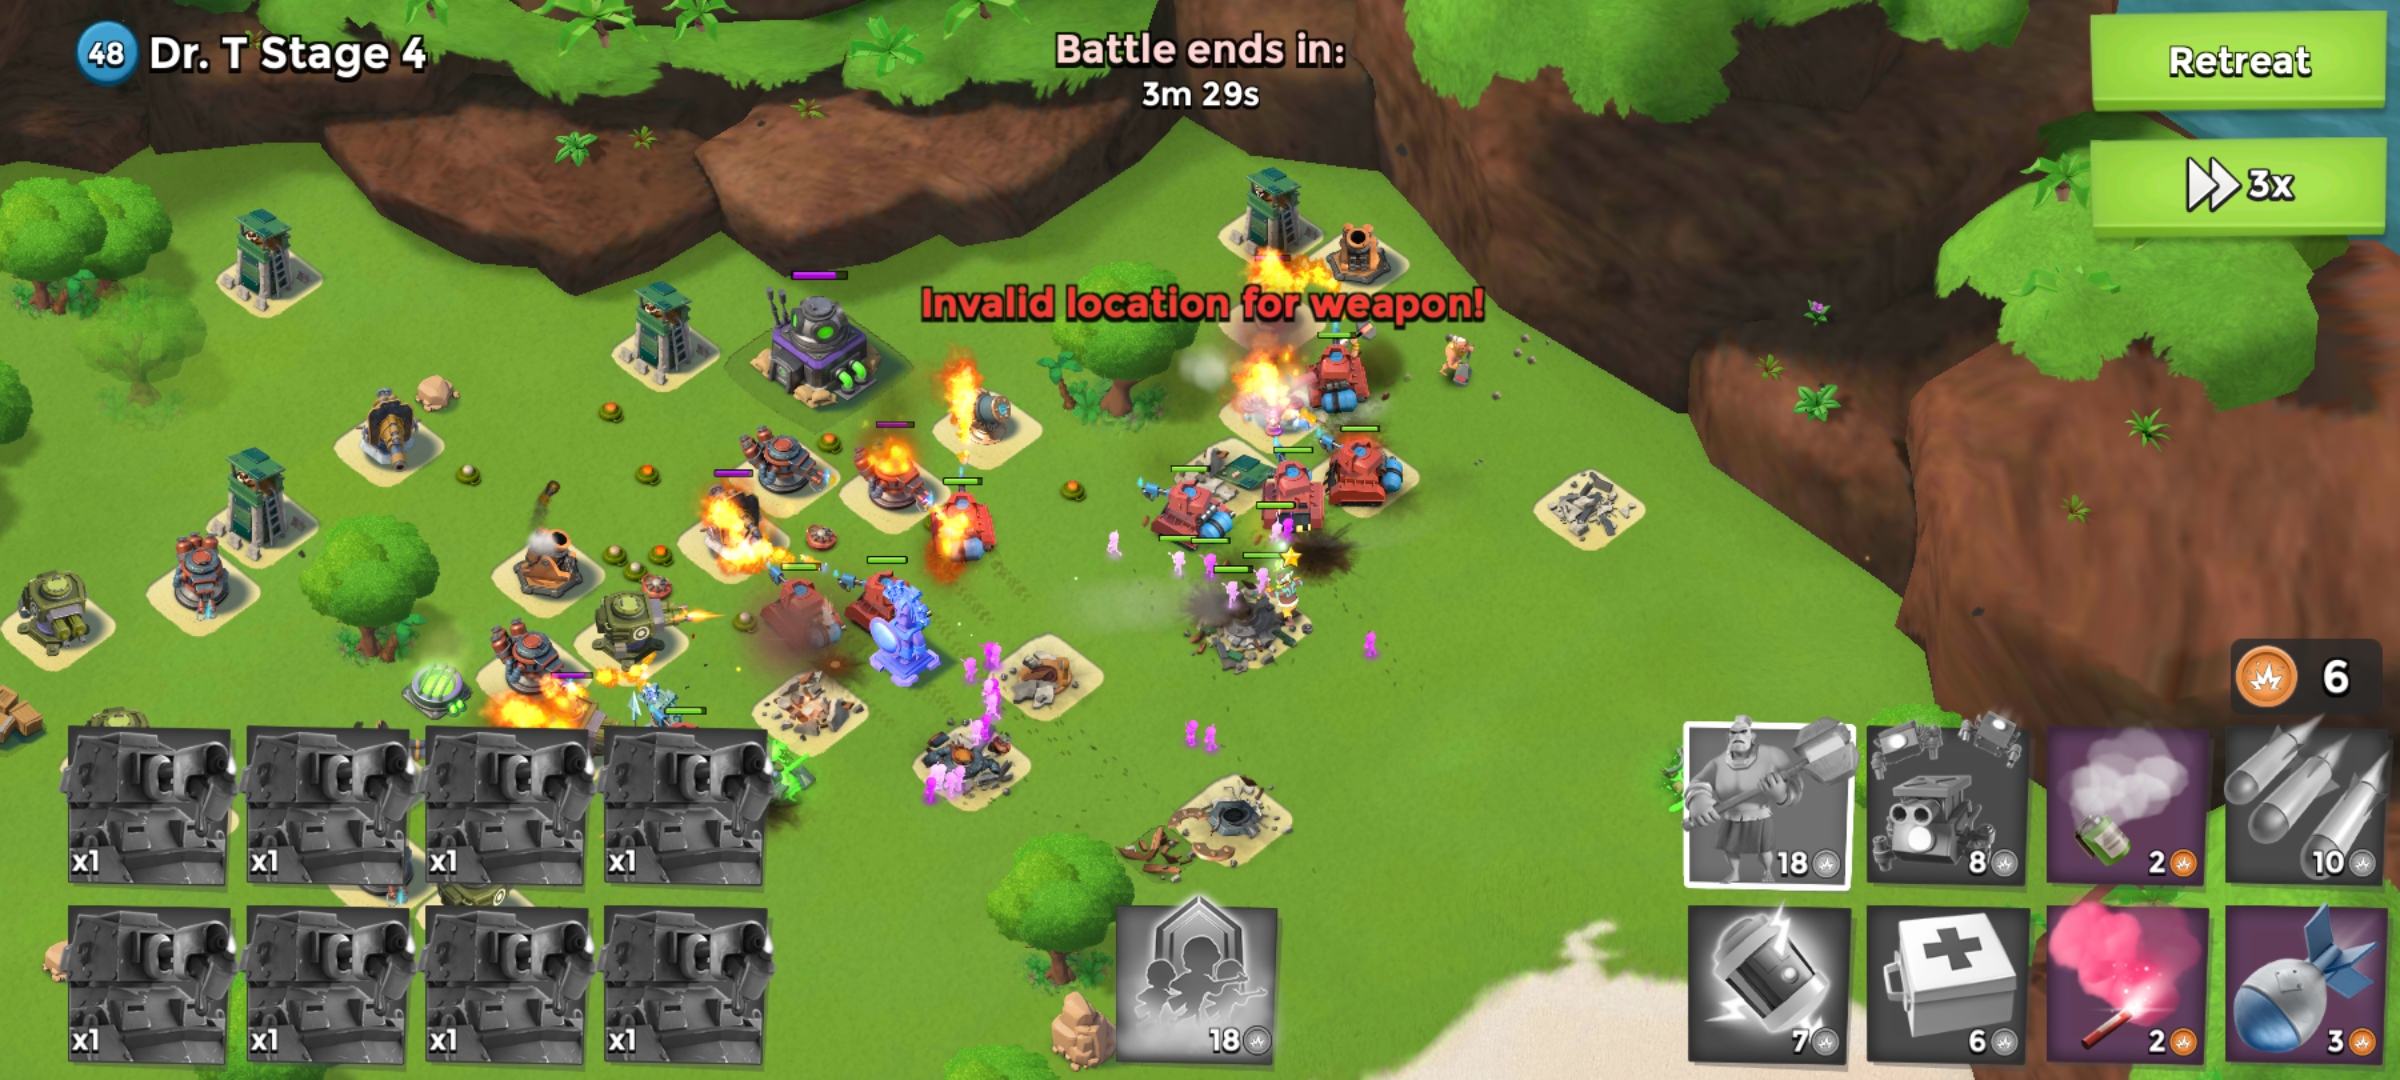 48 Dr. T Stage 4
Battle ends in:
3m 29s
Retreat
3x
Invalid location for weapon!
6
x1 x1 x1 x1
18 8 2 10
x1 x1 x1 x1
18
7 6 2 3